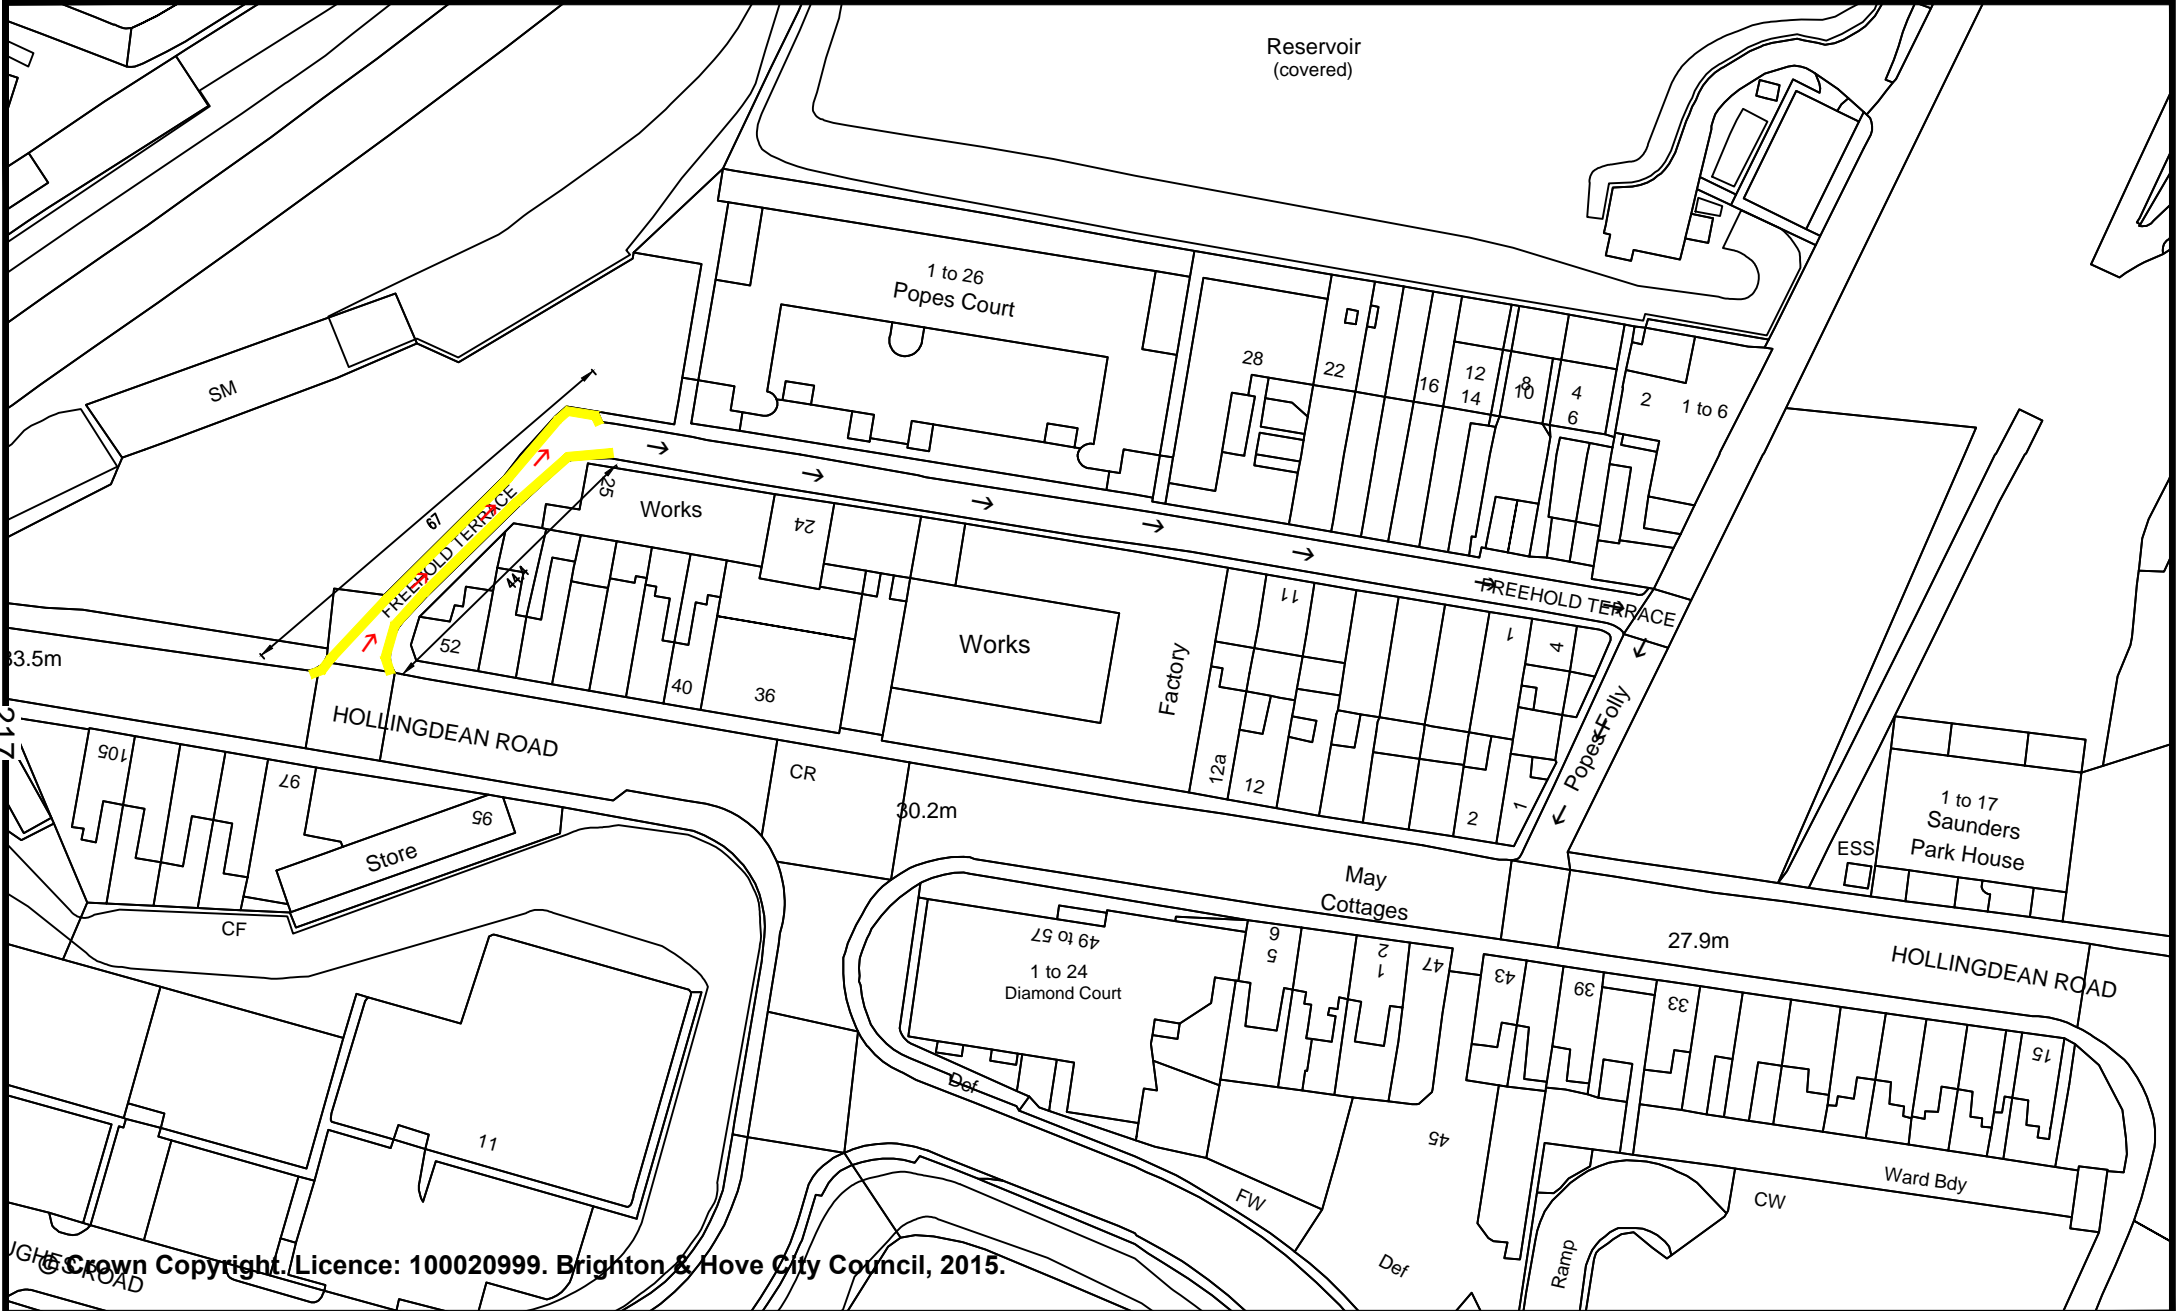 Reservoir
(covered)
1 to 26
Popes Court
28
22
16
12
14
8
10
4
6
2
1 to 6
SM
67
FREEHOLD TERRACE
44.4
25
Works
24
52
40
36
Works
Factory
11
1
4
FREEHOLD TERRACE
Popes Folly
12a
12
2
1
33.5m
217
HOLLINGDEAN ROAD
105
97
95
Store
CR
30.2m
CF
May
Cottages
1 to 17
Saunders
Park House
ESS
27.9m
HOLLINGDEAN ROAD
49 to 57
1 to 24
Diamond Court
6
5
2
1
47
43
39
33
15
Def
11
45
FW
Def
Ramp
CW
Ward Bdy
UGHES ROAD
© Crown Copyright. Licence: 100020999. Brighton & Hove City Council, 2015.